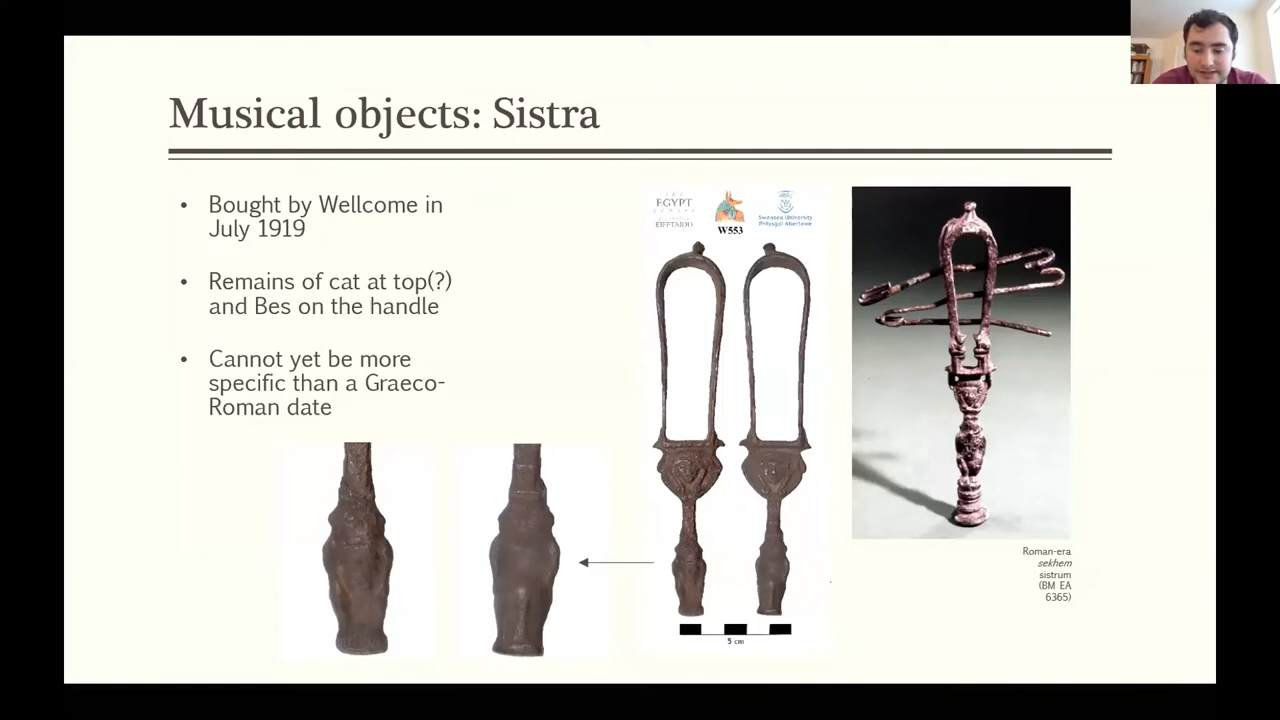 Musical objects: Sistra
• Bought by Wellcome in
July 1919
• Remains of cat at top(?)
and Bes on the handle
• Cannot yet be more
specific than a Graeco-
Roman date
EGYPT
W553
Swansea University
Prifysgol Abertawe
5 cm
Roman-era
sekhem
sistrum
(BM EA
6365)